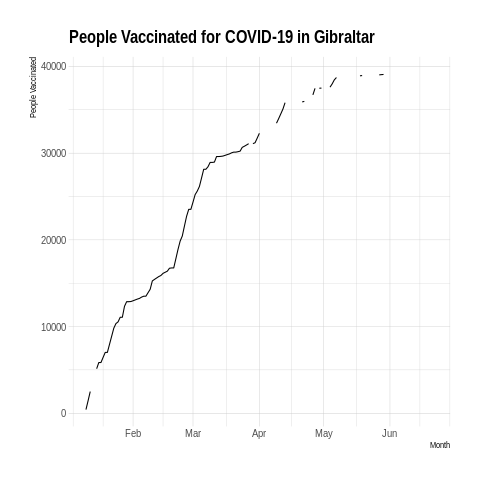 People Vaccinated for COVID-19 in Gibraltar
People Vaccinated
40000
30000
20000
10000
0
Feb Mar Apr May Jun
Month